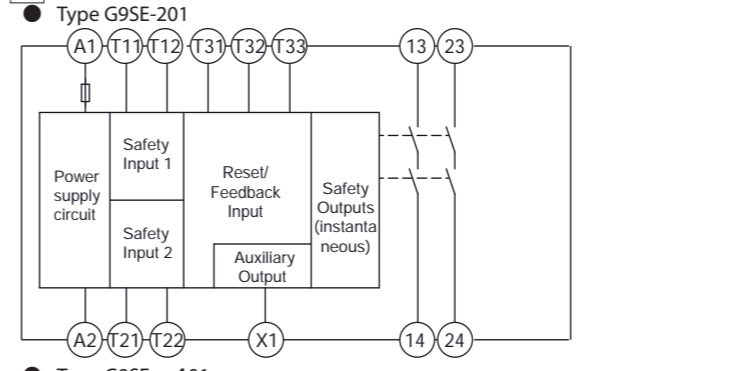 ● Type G9SE-201
A1 T11 T12 T31 T32 T33 13 23
Power
supply
circuit
Safety
Input 1
Safety
Input 2
Reset/
Feedback
Input
Auxiliary
Output
Safety
Outputs
(instanta
neous)
A2 T21 T22 X1 14 24